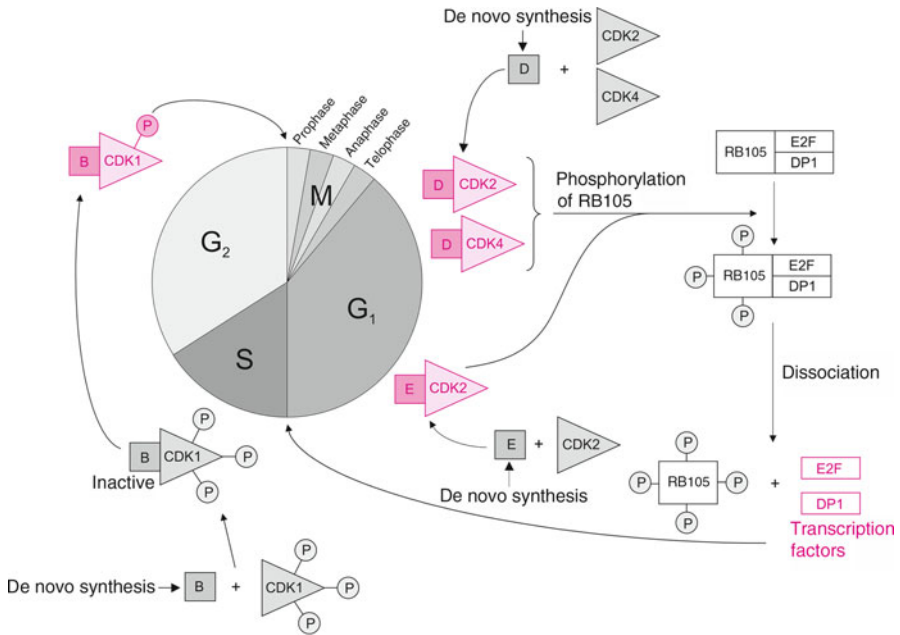 De novo synthesis
D
+
CDK2
CDK4
P
B
CDK1
Prophase
Metaphase
Anaphase
Telophase
M
G2
G1
S
D
CDK2
D
CDK4
Phosphorylation
of RB105
RB105
E2F
DP1
P
P
RB105
E2F
DP1
P
E
CDK2
Dissociation
E
+
CDK2
De novo synthesis
P
P
RB105
P
P
+
E2F
DP1
Transcription
factors
P
B
CDK1
P
P
Inactive
De novo synthesis
B
+
P
CDK1
P
P